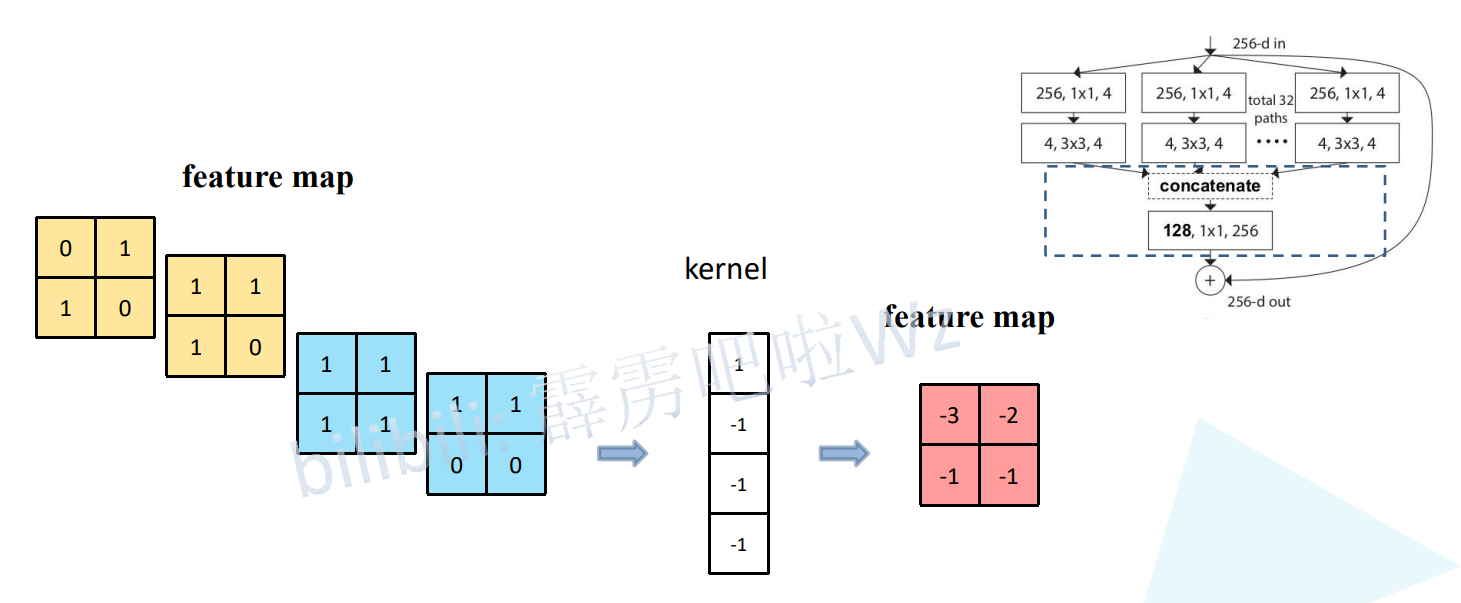 feature map
0 1
1 0
1 1
1 0
1 1
1 1
1 1
0 0
kernel
1
-1
-1
-1
feature map
-3 -2
-1 -1
256-d in
256, 1x1, 4
256, 1x1, 4
total 32
paths
256, 1x1, 4
4, 3x3, 4
4, 3x3, 4
....
4, 3x3, 4
concatenate
128, 1x1, 256
+
256-d out
bilibili: 霹雳吧啦Wz